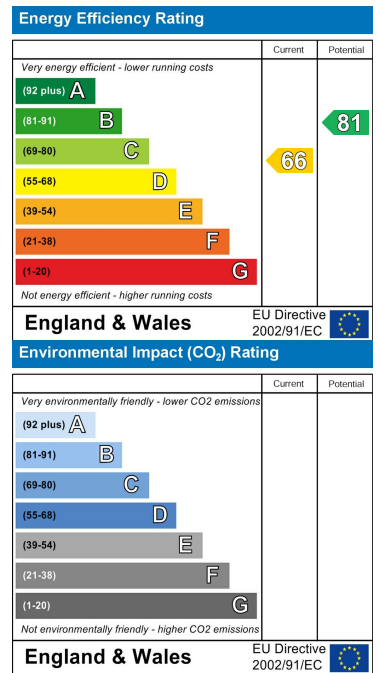 Energy Efficiency Rating
Current Potential
Very energy efficient - lower running costs
(92 plus) A
(81-91) B
81
(69-80) C
66
(55-68) D
(39-54) E
(21-38) F
(1-20) G
Not energy efficient - higher running costs
England & Wales
EU Directive
2002/91/EC
Environmental Impact (CO₂) Rating
Current Potential
Very environmentally friendly - lower CO2 emissions
(92 plus) A
(81-91) B
(69-80) C
(55-68) D
(39-54) E
(21-38) F
(1-20) G
Not environmentally friendly - higher CO2 emissions
England & Wales
EU Directive
2002/91/EC